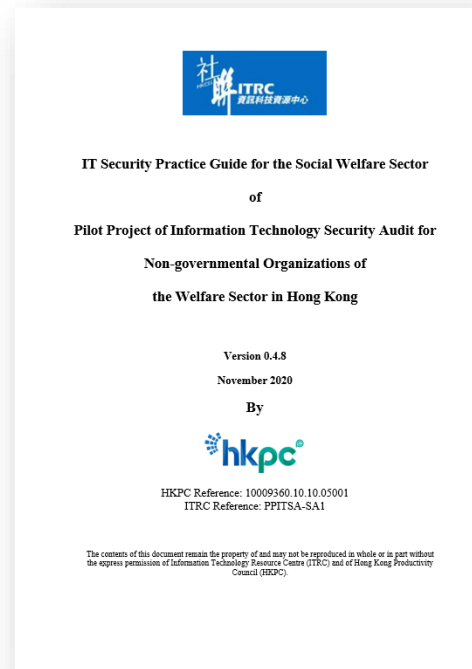 社
聯 ITRC
HKCSS 資訊科技資源中心
IT Security Practice Guide for the Social Welfare Sector
of
Pilot Project of Information Technology Security Audit for
Non-governmental Organizations of
the Welfare Sector in Hong Kong
Version 0.4.8
November 2020
By
hkpc
HKPC Reference: 10009360.10.10.05001
ITRC Reference: PPITSA-SA1
The contents of this document remain the property of and may not be reproduced in whole or in part without
the express permission of Information Technology Resource Centre (ITRC) and of Hong Kong Productivity
Council (HKPC).